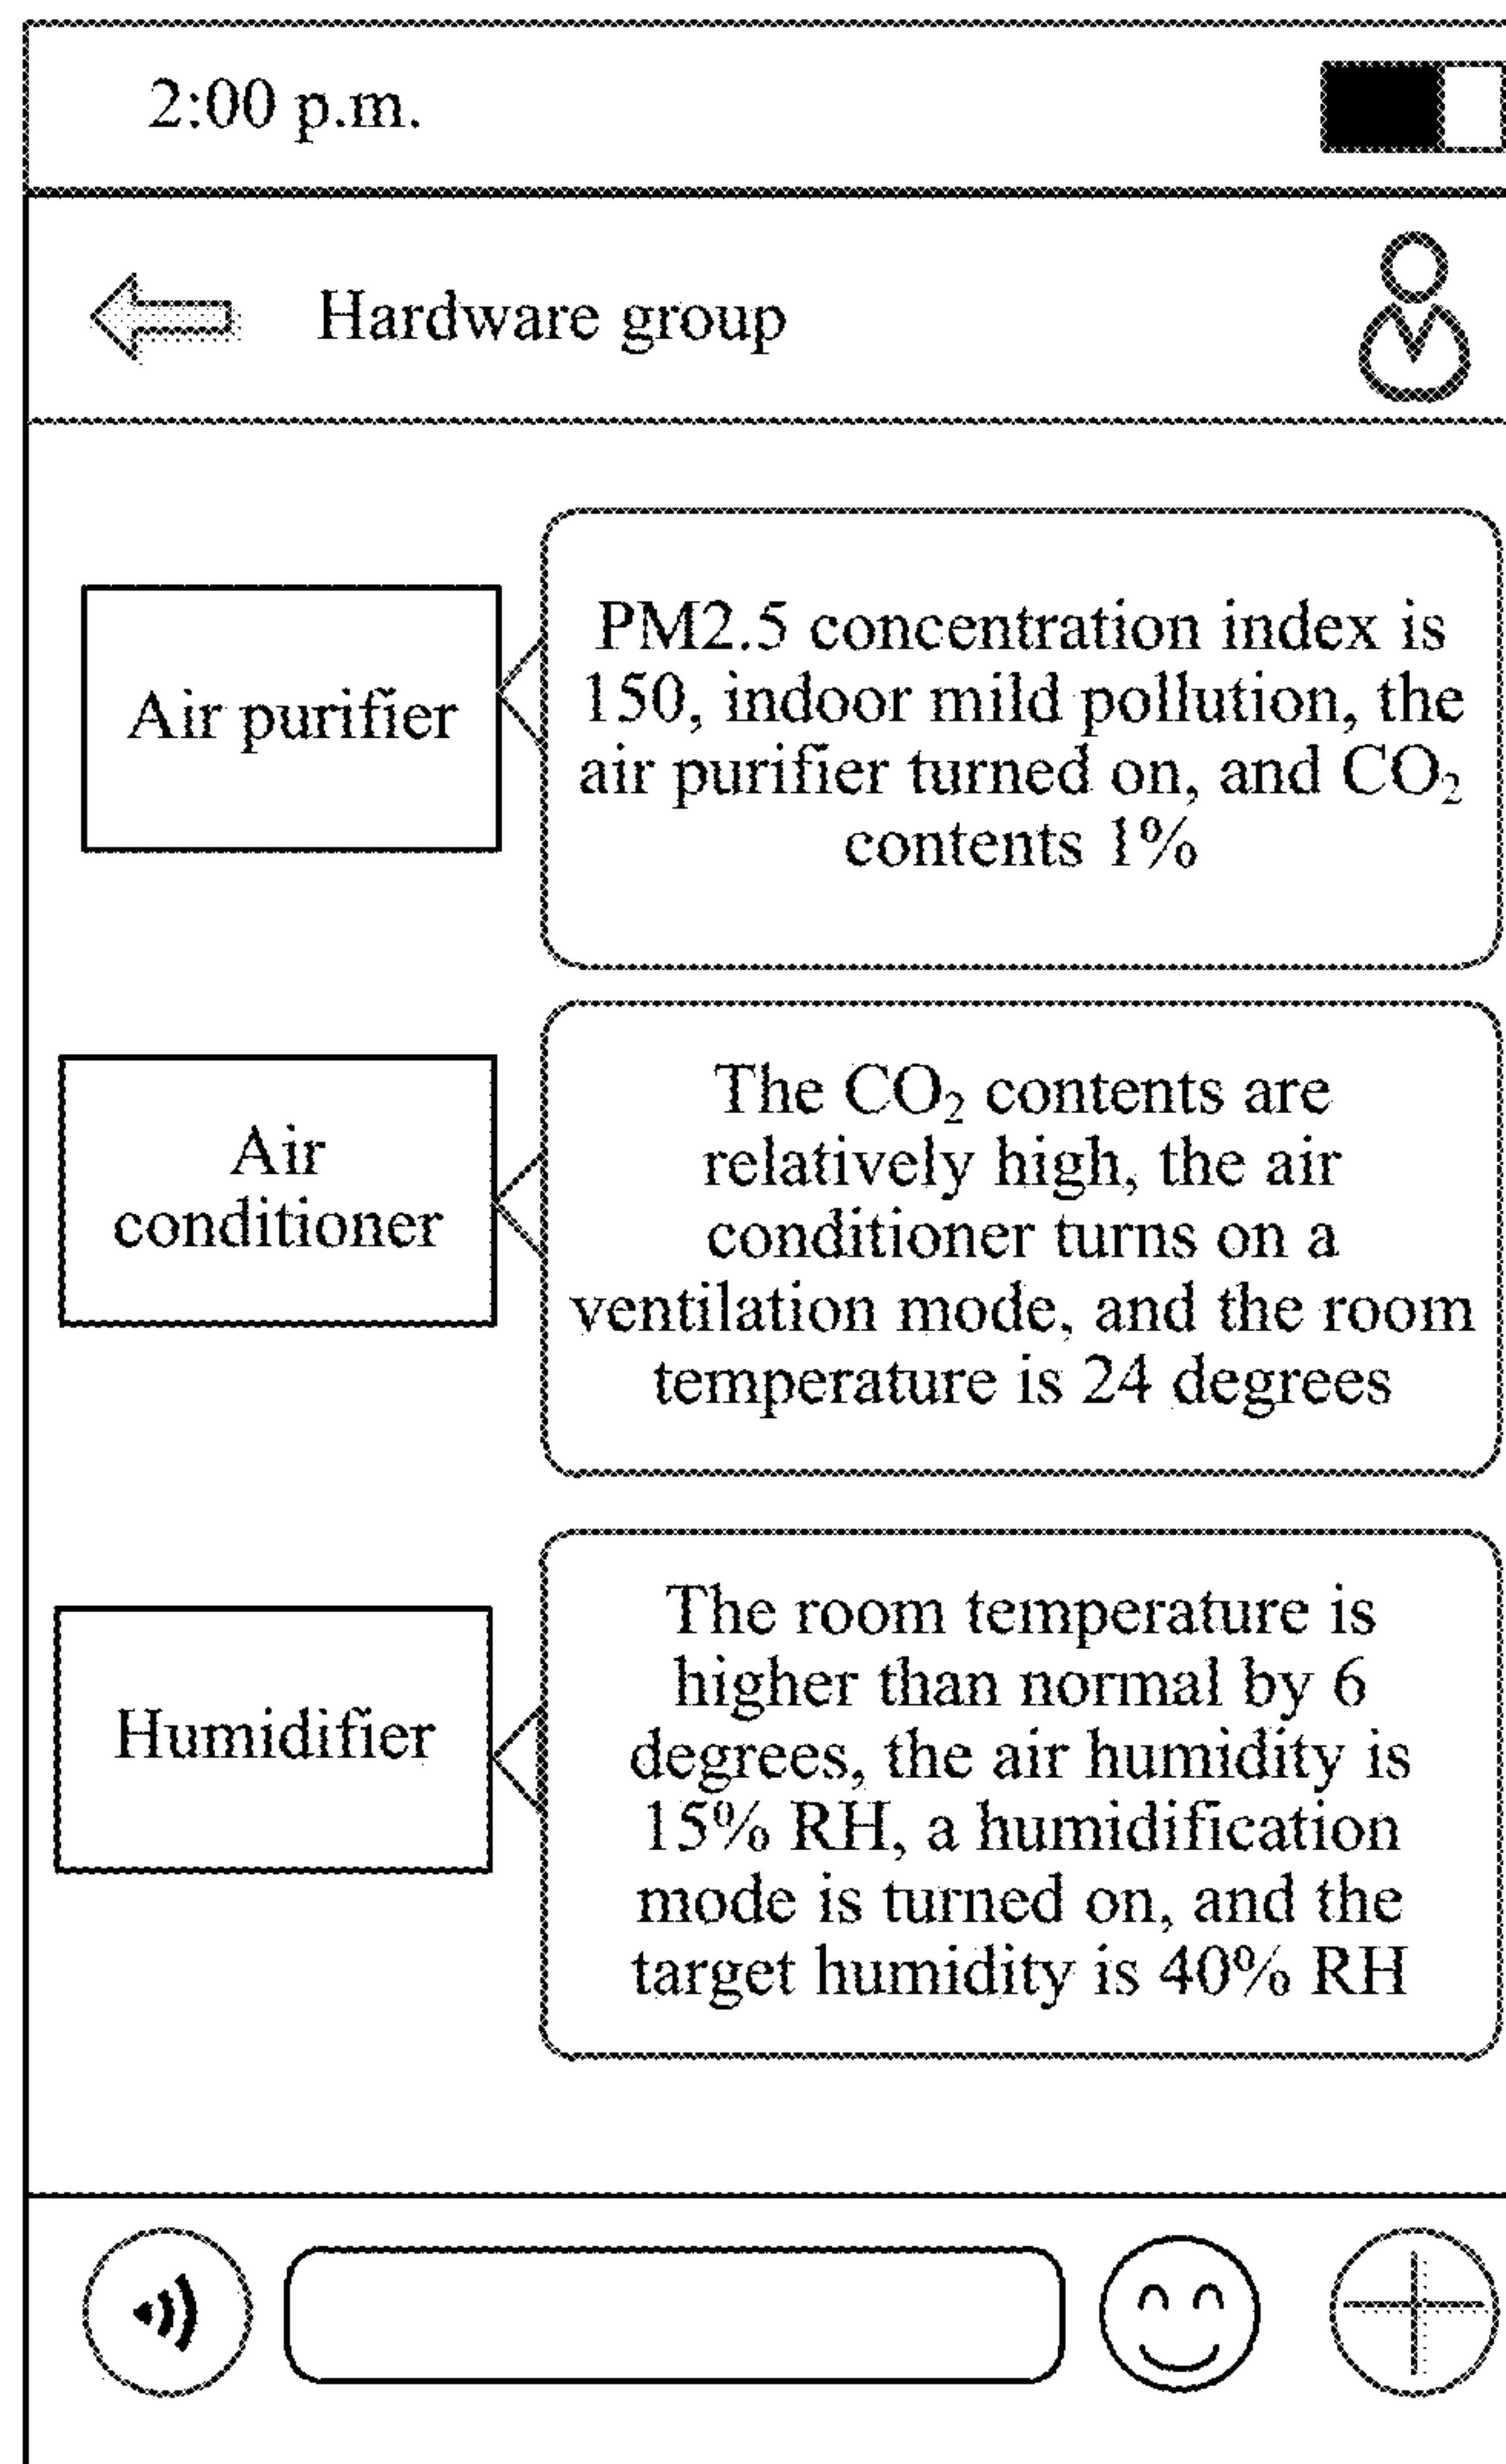 2:00 p.m.
Hardware group
Air purifier
PM2.5 concentration index is
150, indoor mild pollution, the
air purifier turned on, and CO₂
contents 1%
Air
conditioner
The CO₂ contents are
relatively high, the air
conditioner turns on a
ventilation mode, and the room
temperature is 24 degrees
Humidifier
The room temperature is
higher than normal by 6
degrees, the air humidity is
15% RH, a humidification
mode is turned on, and the
target humidity is 40% RH